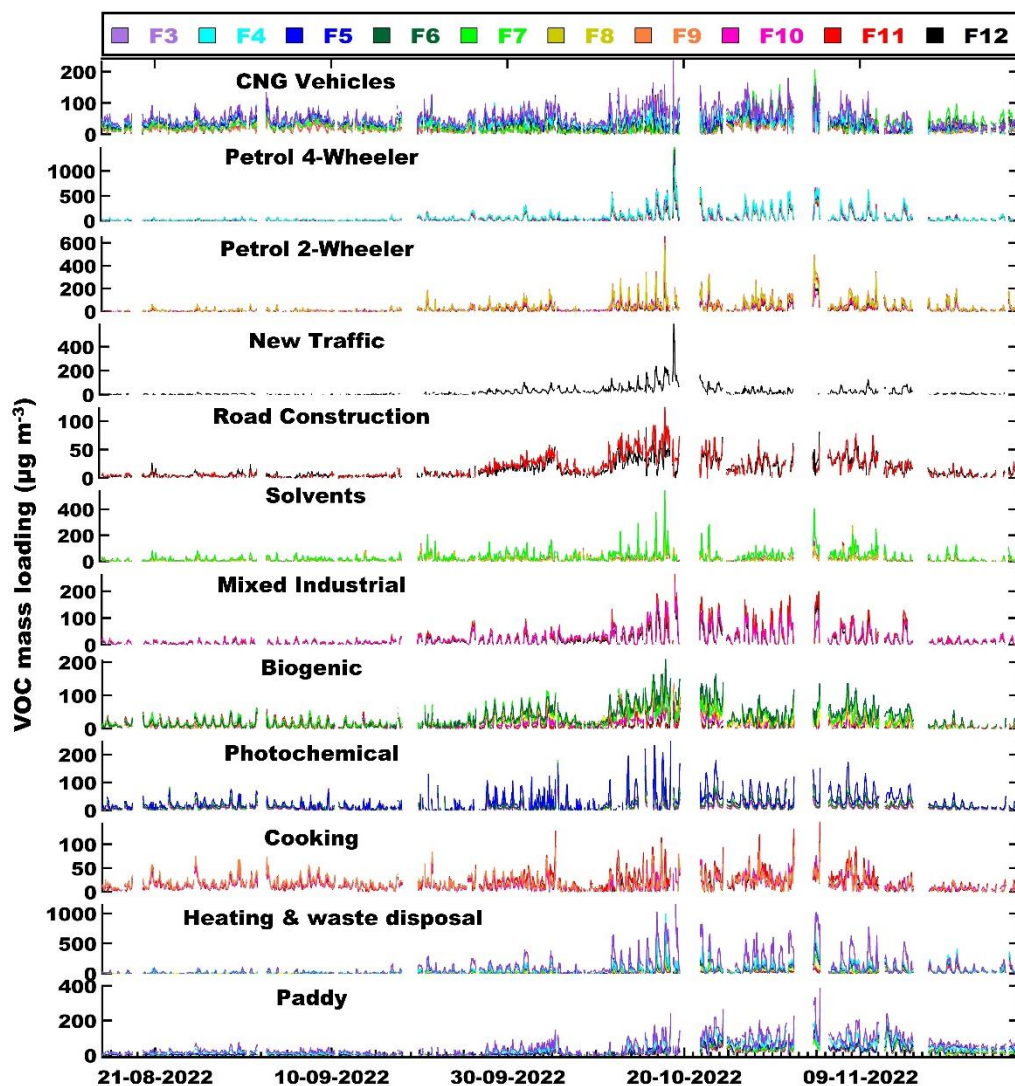 F3 F4 F5 F6 F7 F8 F9 F10 F11 F12
CNG Vehicles
200
100
0
Petrol 4-Wheeler
1000
500
0
Petrol 2-Wheeler
600
400
200
0
New Traffic
400
200
0
Road Construction
100
50
0
Solvents
400
200
0
Mixed Industrial
200
100
0
Biogenic
200
100
0
Photochemical
200
100
0
Cooking
100
50
0
Heating & waste disposal
1000
500
0
Paddy
400
200
0
VOC mass loading (µg m-3)
21-08-2022 10-09-2022 30-09-2022 20-10-2022 09-11-2022